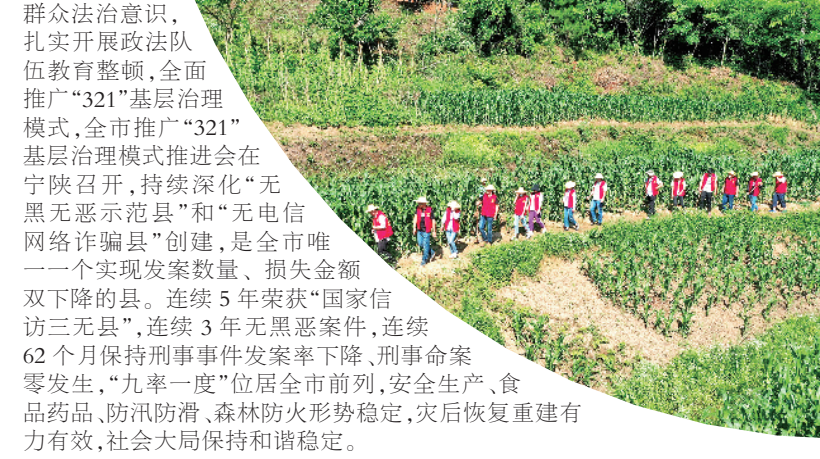 群众法治意识，
扎实开展政法队
伍教育整顿，全面
推广“321”基层治理
模式，全市推广“321”
基层治理模式推进会在
宁陕召开，持续深化“无
黑无恶示范县”和“无电信
网络诈骗县”创建，是全市唯
一一个实现发案数量、损失金额
双下降的县。连续 5 年荣获“国家信
访三无县”，连续 3 年无黑恶案件，连续
62 个月保持刑事事件发案率下降、刑事命案
零发生，“九率一度”位居全市前列，安全生产、食
品药品、防汛防滑、森林防火形势稳定，灾后恢复重建有
力有效，社会大局保持和谐稳定。